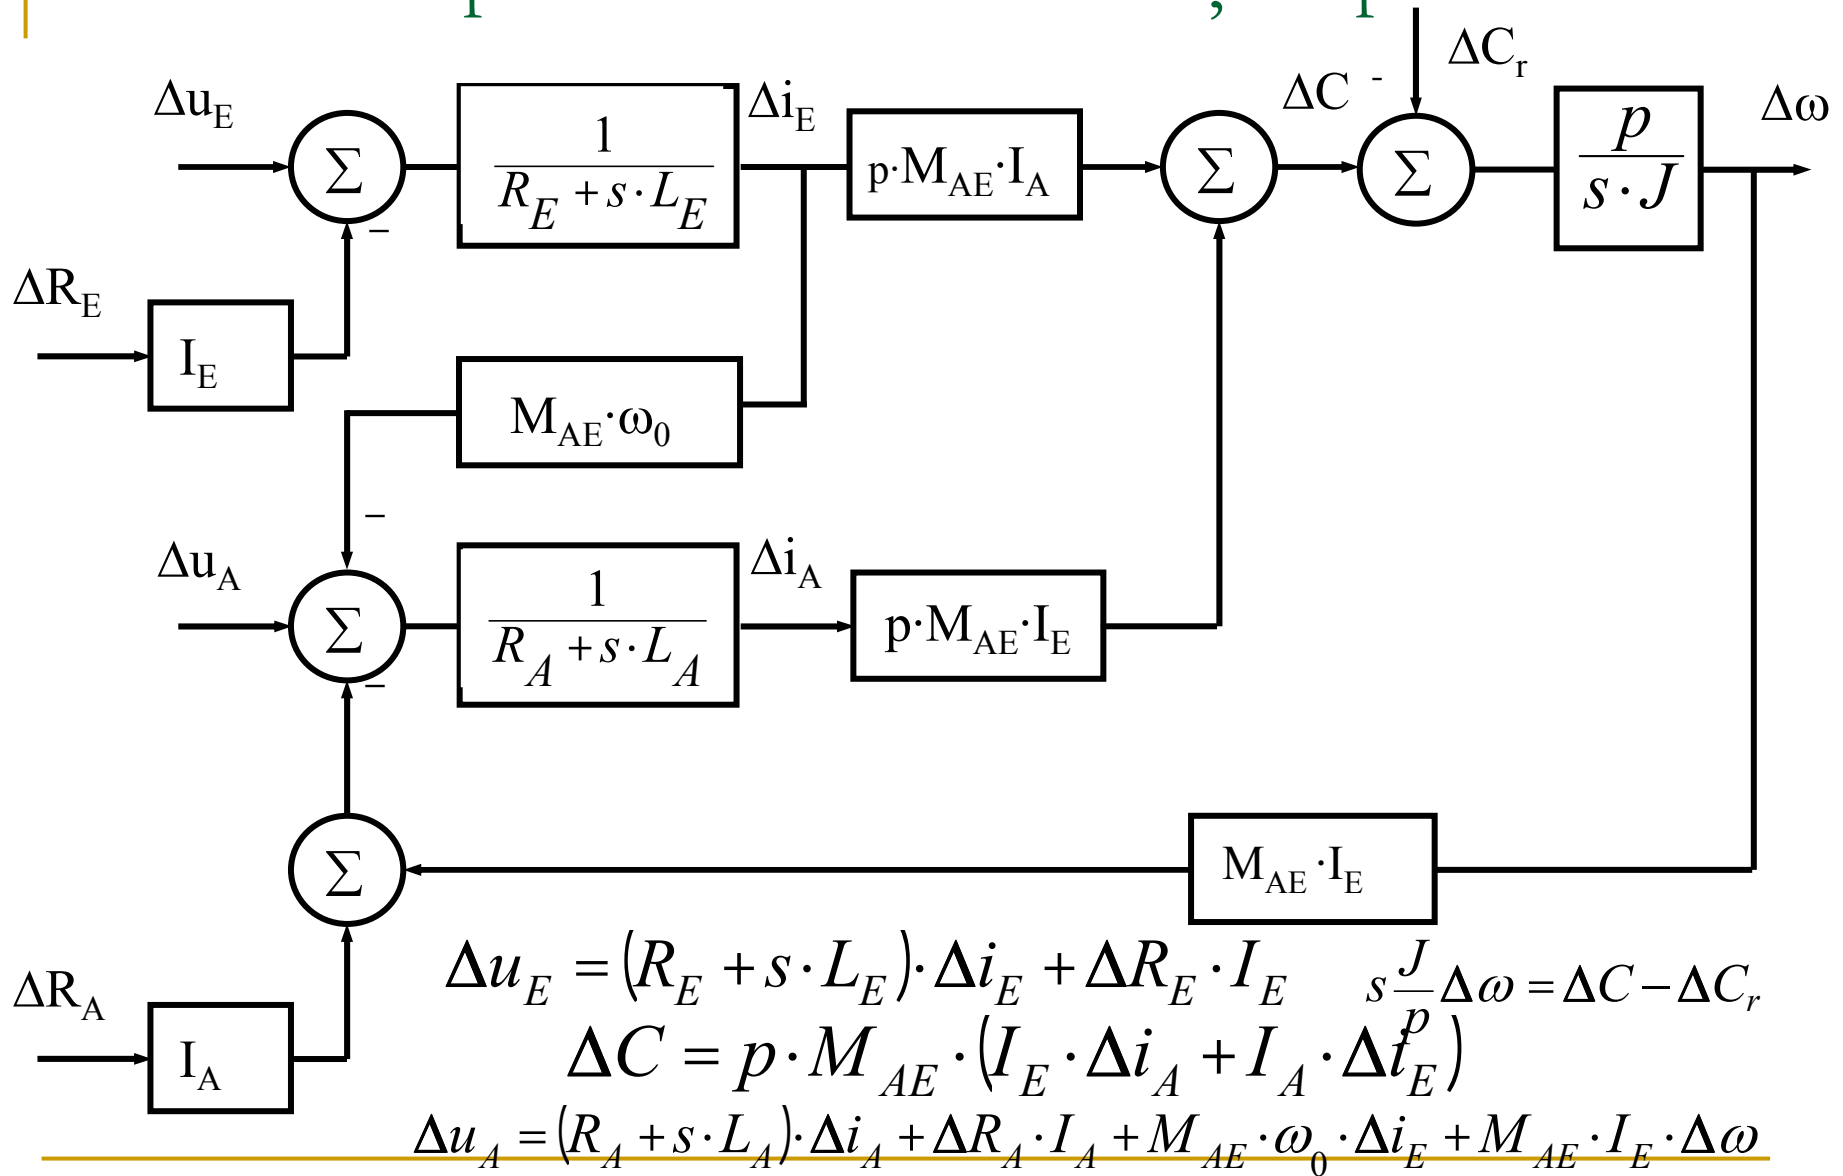 ΔC_r
Δu_E
Δi_E
ΔC
-
Δω
Σ
1 / (R_E + s·L_E)
p·M_AE·I_A
Σ
Σ
p / (s·J)
–
ΔR_E
I_E
M_AE·ω_0
–
Δu_A
Δi_A
Σ
1 / (R_A + s·L_A)
p·M_AE·I_E
–
Σ
M_AE ·I_E
Δu_E = (R_E + s·L_E)·Δi_E + ΔR_E·I_E
s J/p Δω = ΔC − ΔC_r
ΔR_A
I_A
ΔC = p·M_AE·(I_E·Δi_A + I_A·Δi_E)
Δu_A = (R_A + s·L_A)·Δi_A + ΔR_A·I_A + M_AE·ω_0·Δi_E + M_AE·I_E·Δω